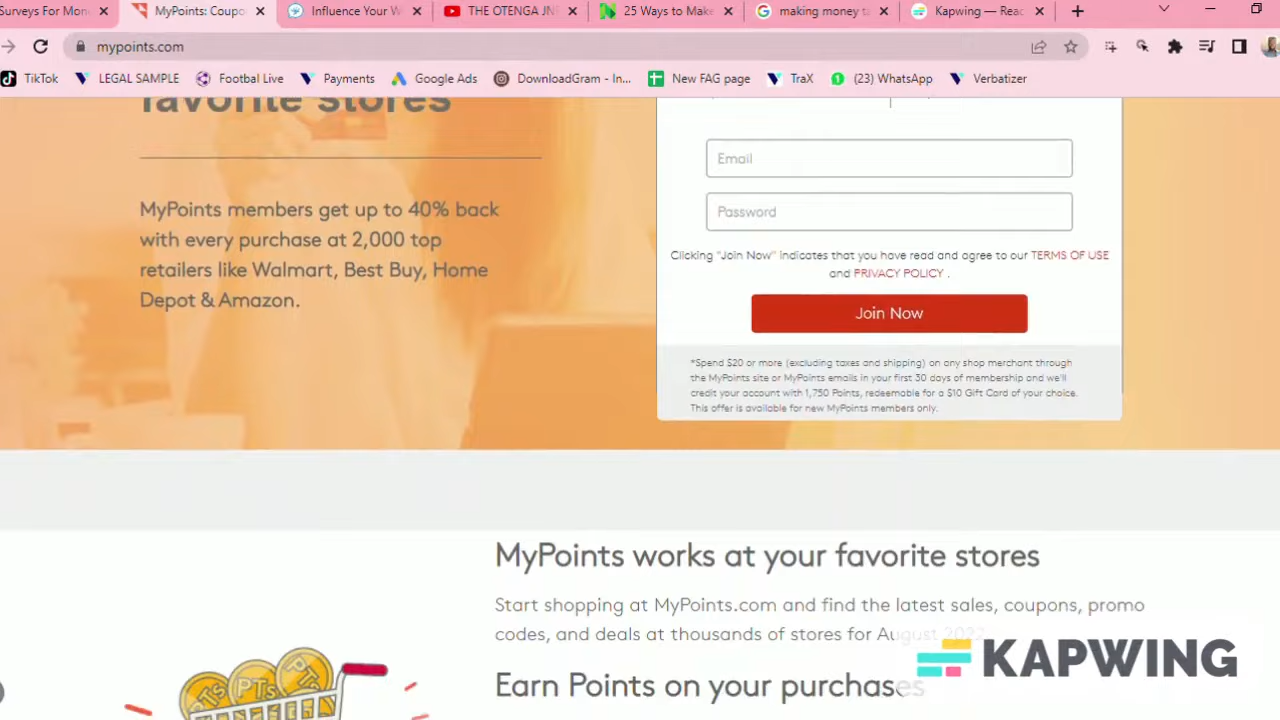 Surveys For Mon
MyPoints: Coupo
Influence Your W
THE OTENGA JN
25 Ways to Make
making money t
Kapwing — Reac
mypoints.com
TikTok
LEGAL SAMPLE
Footbal Live
Payments
Google Ads
DownloadGram - In...
New FAG page
TraX
(23) WhatsApp
Verbatizer
favorite stores
MyPoints members get up to 40% back
with every purchase at 2,000 top
retailers like Walmart, Best Buy, Home
Depot & Amazon.
Email
Password
Clicking "Join Now" indicates that you have read and agree to our TERMS OF USE
and PRIVACY POLICY .
Join Now
*Spend $20 or more (excluding taxes and shipping) on any shop merchant through
the MyPoints site or MyPoints emails in your first 30 days of membership and we'll
credit your account with 1,750 Points, redeemable for a $10 Gift Card of your choice.
This offer is available for new MyPoints members only.
MyPoints works at your favorite stores
Start shopping at MyPoints.com and find the latest sales, coupons, promo
codes, and deals at thousands of stores for August 2022
Earn Points on your purchases
PTs
KAPWING